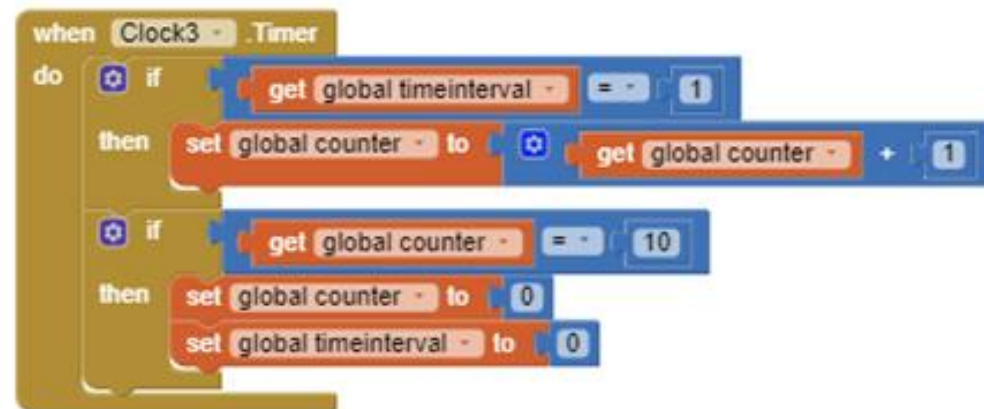 when Clock3 .Timer
do if get global timeinterval = 1
then set global counter to get global counter + 1
if get global counter = 10
then set global counter to 0
set global timeinterval to 0